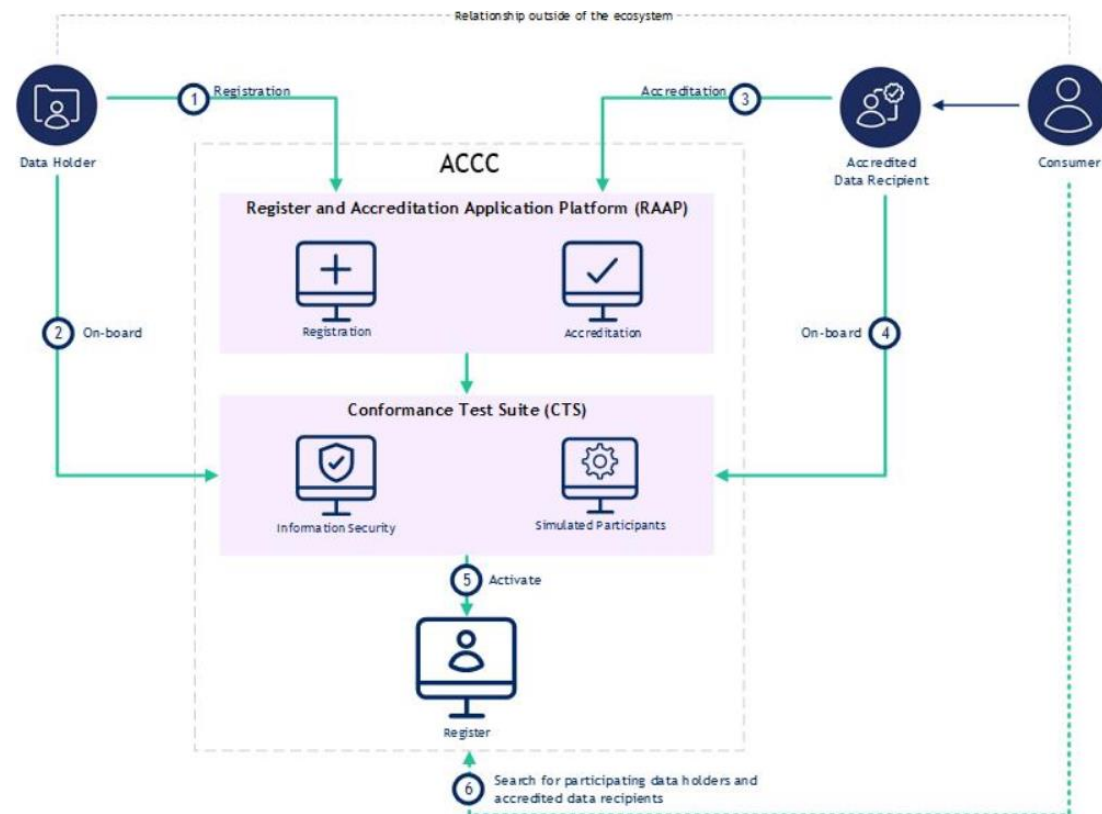 Relationship outside of the ecosystem
1
Registration
Accreditation
3
Data Holder
Accredited
Data Recipient
Consumer
ACCC
Register and Accreditation Application Platform (RAAP)
Registration
Accreditation
2
On-board
On-board
4
Conformance Test Suite (CTS)
Information Security
Simulated Participants
5
Activate
Register
6
Search for participating data holders and
accredited data recipients